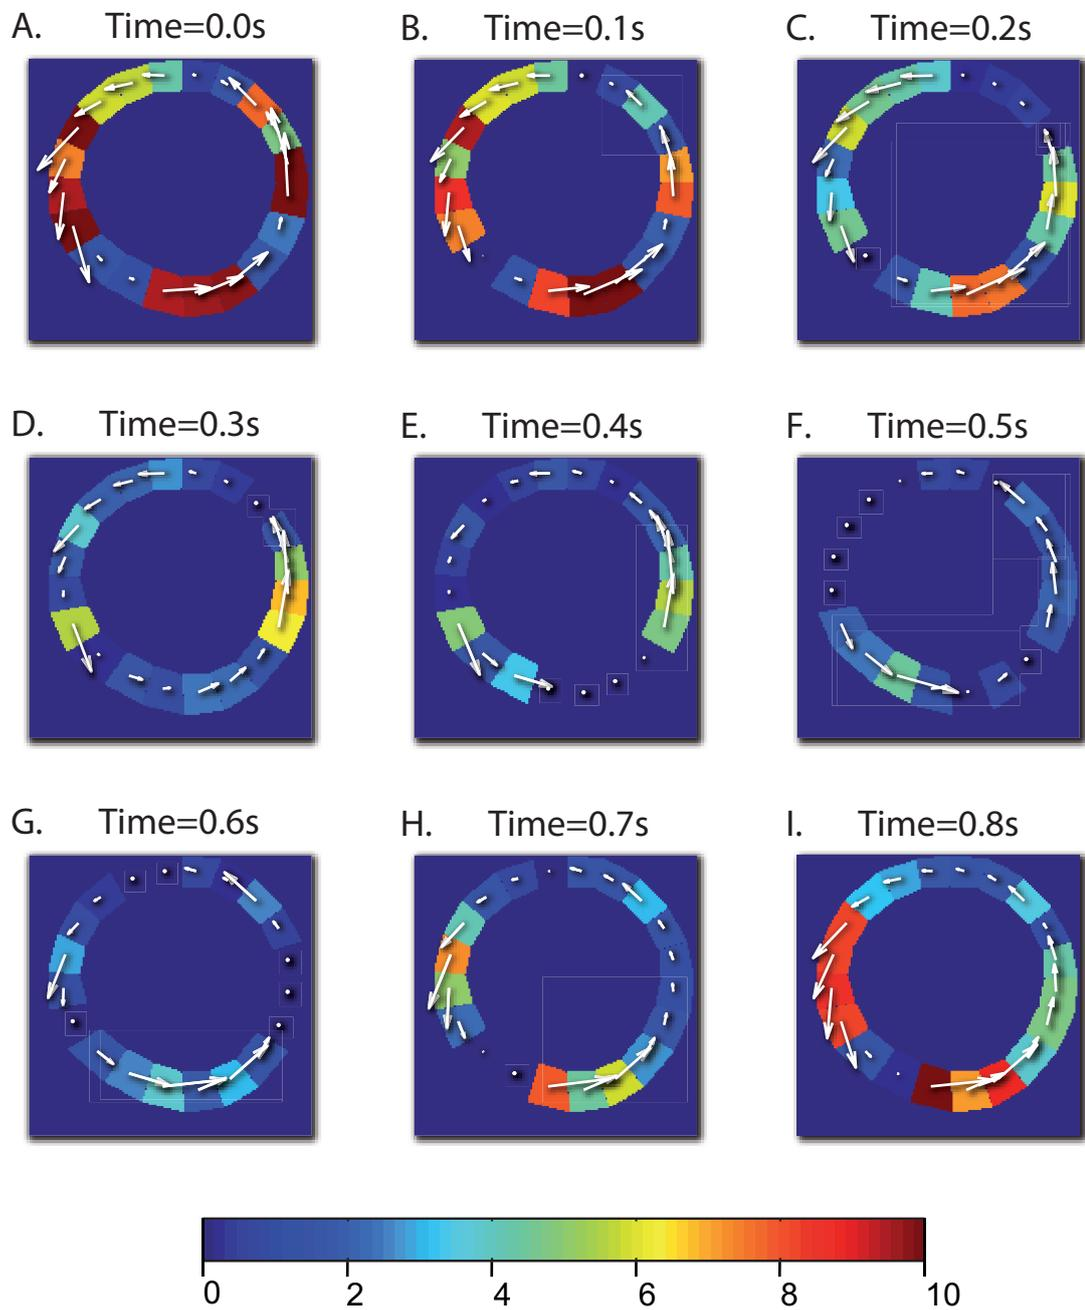 A. Time=0.0s
B. Time=0.1s
C. Time=0.2s
D. Time=0.3s
E. Time=0.4s
F. Time=0.5s
G. Time=0.6s
H. Time=0.7s
I. Time=0.8s
0 2 4 6 8 10